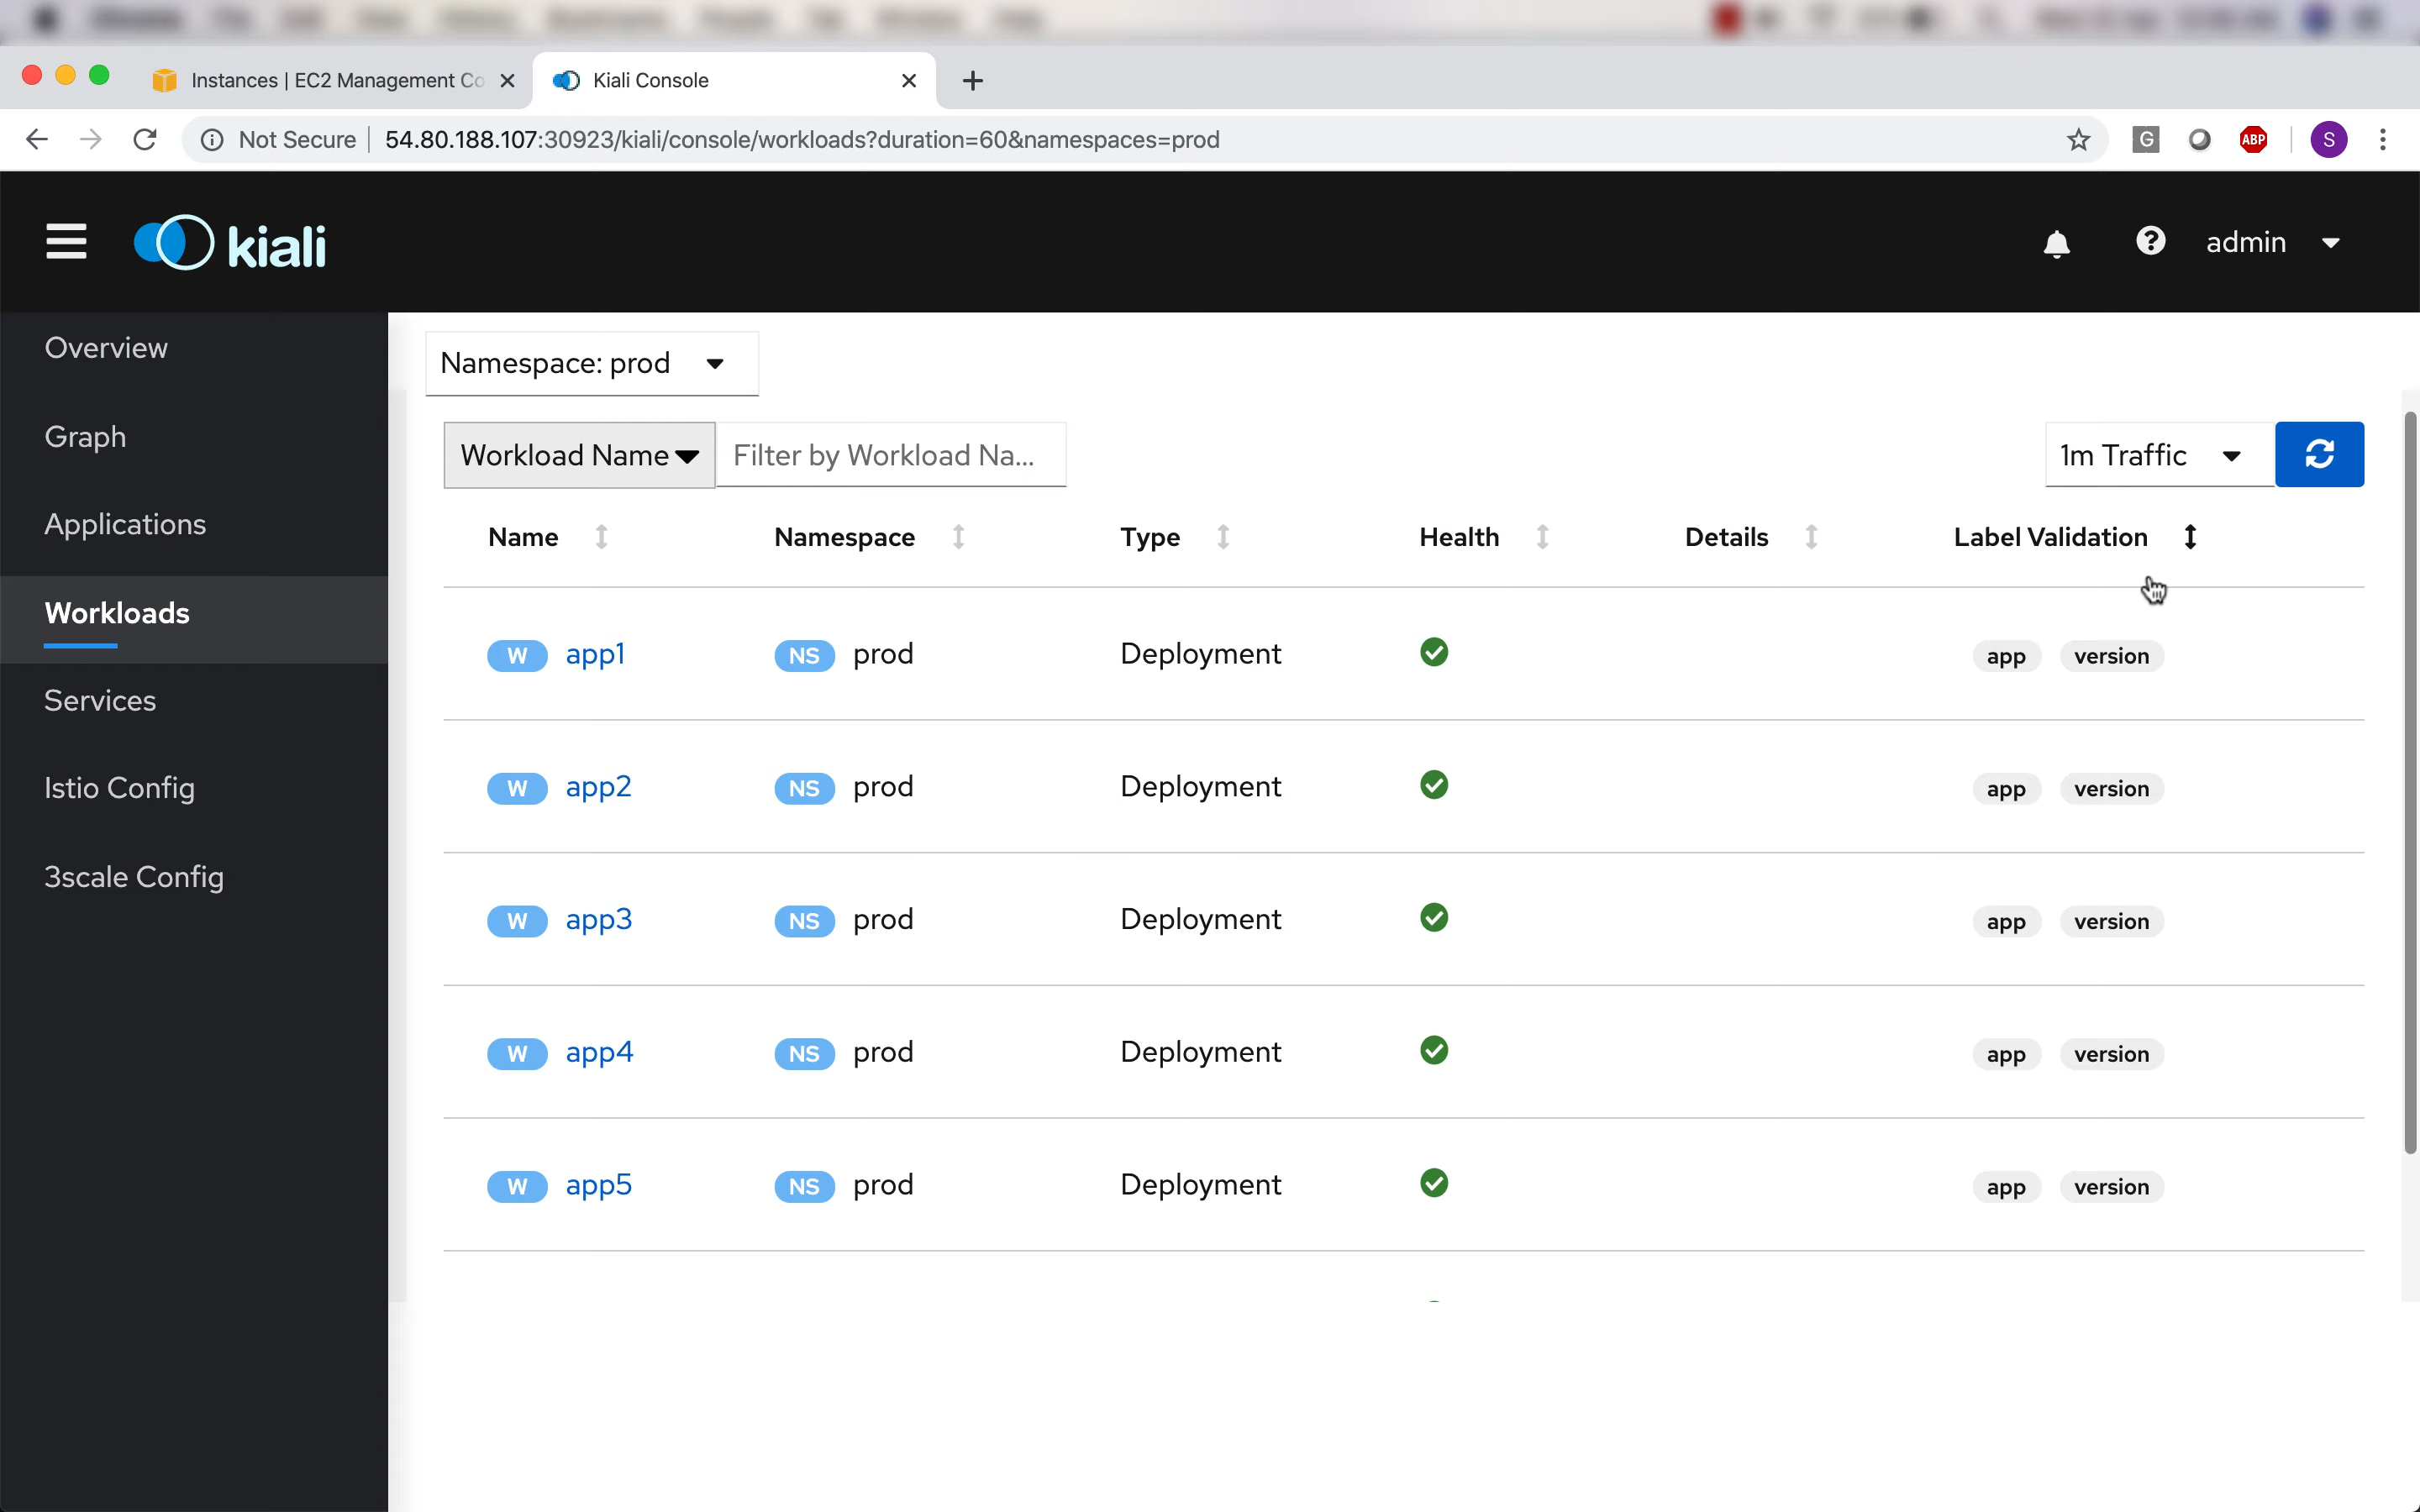 Instances | EC2 Management Co
Kiali Console
Not Secure 54.80.188.107:30923/kiali/console/workloads?duration=60&namespaces=prod
G
ABP
S
kiali
admin
Overview
Graph
Applications
Workloads
Services
Istio Config
3scale Config
Namespace: prod
Workload Name Filter by Workload Na... 1m Traffic
Name Namespace Type Health Details Label Validation
W app1 NS prod Deployment app version
W app2 NS prod Deployment app version
W app3 NS prod Deployment app version
W app4 NS prod Deployment app version
W app5 NS prod Deployment app version